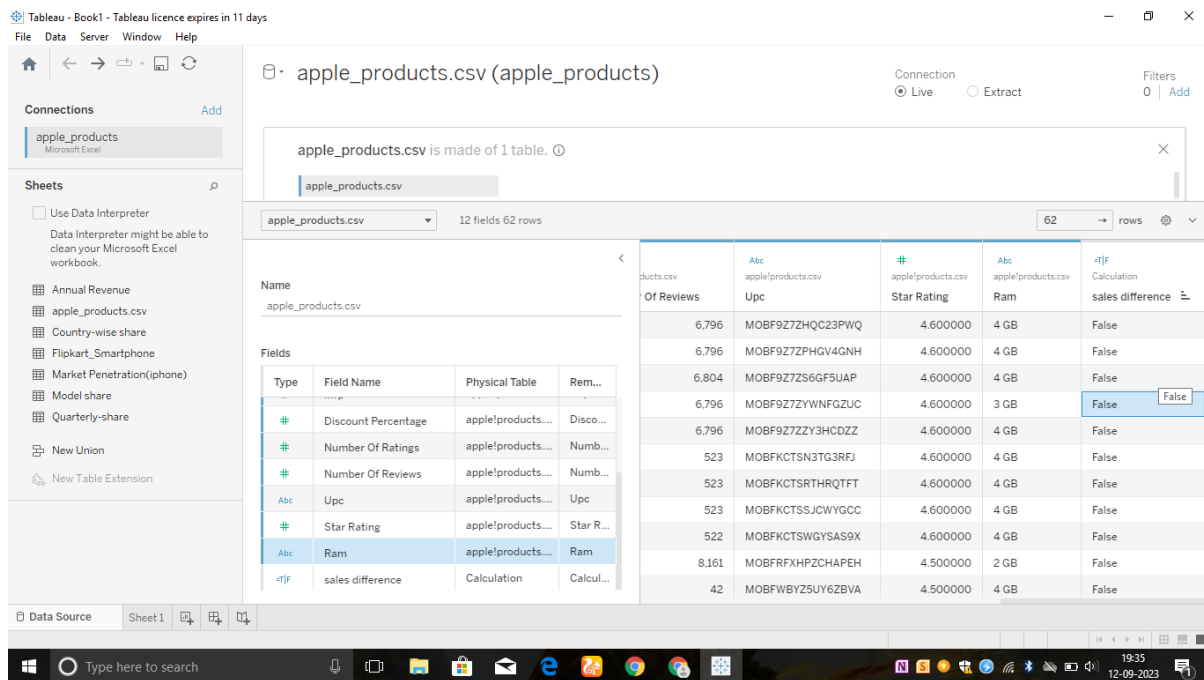 Tableau - Book1 - Tableau licence expires in 11 days
File Data Server Window Help
Connections Add
apple_products
Microsoft Excel
Sheets
Use Data Interpreter
Data Interpreter might be able to
clean your Microsoft Excel
workbook.
Annual Revenue
apple_products.csv
Country-wise share
Flipkart_Smartphone
Market Penetration(iphone)
Model share
Quarterly-share
New Union
New Table Extension
apple_products.csv (apple_products)
Connection
Live Extract
Filters
0 Add
apple_products.csv is made of 1 table.
apple_products.csv
apple_products.csv 12 fields 62 rows 62 → rows
Name
apple_products.csv
Fields
Type Field Name Physical Table Rem...
# Discount Percentage apple!products.... Disco...
# Number Of Ratings apple!products.... Numb...
# Number Of Reviews apple!products.... Numb...
Abc Upc apple!products.... Upc
# Star Rating apple!products.... Star R...
Abc Ram apple!products.... Ram
=T|F sales difference Calculation Calcul...
Abc # Abc =T|F
ducts.csv apple!products.csv apple!products.csv apple!products.csv Calculation
Of Reviews Upc Star Rating Ram sales difference
6,796 MOBF9Z7ZHQC23PWQ 4.600000 4 GB False
6,796 MOBF9Z7ZPHGV4GNH 4.600000 4 GB False
6,804 MOBF9Z7ZS6GF5UAP 4.600000 4 GB False
6,796 MOBF9Z7ZYWNFGZUC 4.600000 3 GB False False
6,796 MOBF9Z7ZZY3HCDZZ 4.600000 4 GB False
523 MOBFKCTSN3TG3RFJ 4.600000 4 GB False
523 MOBFKCTSRTHRQTFT 4.600000 4 GB False
523 MOBFKCTSSJCWYGCC 4.600000 4 GB False
522 MOBFKCTSWGYSAS9X 4.600000 4 GB False
8,161 MOBFRFXHPZCHAPEH 4.500000 2 GB False
42 MOBFWBYZ5UY6ZBVA 4.500000 4 GB False
Data Source Sheet 1
Type here to search
19:35
12-09-2023